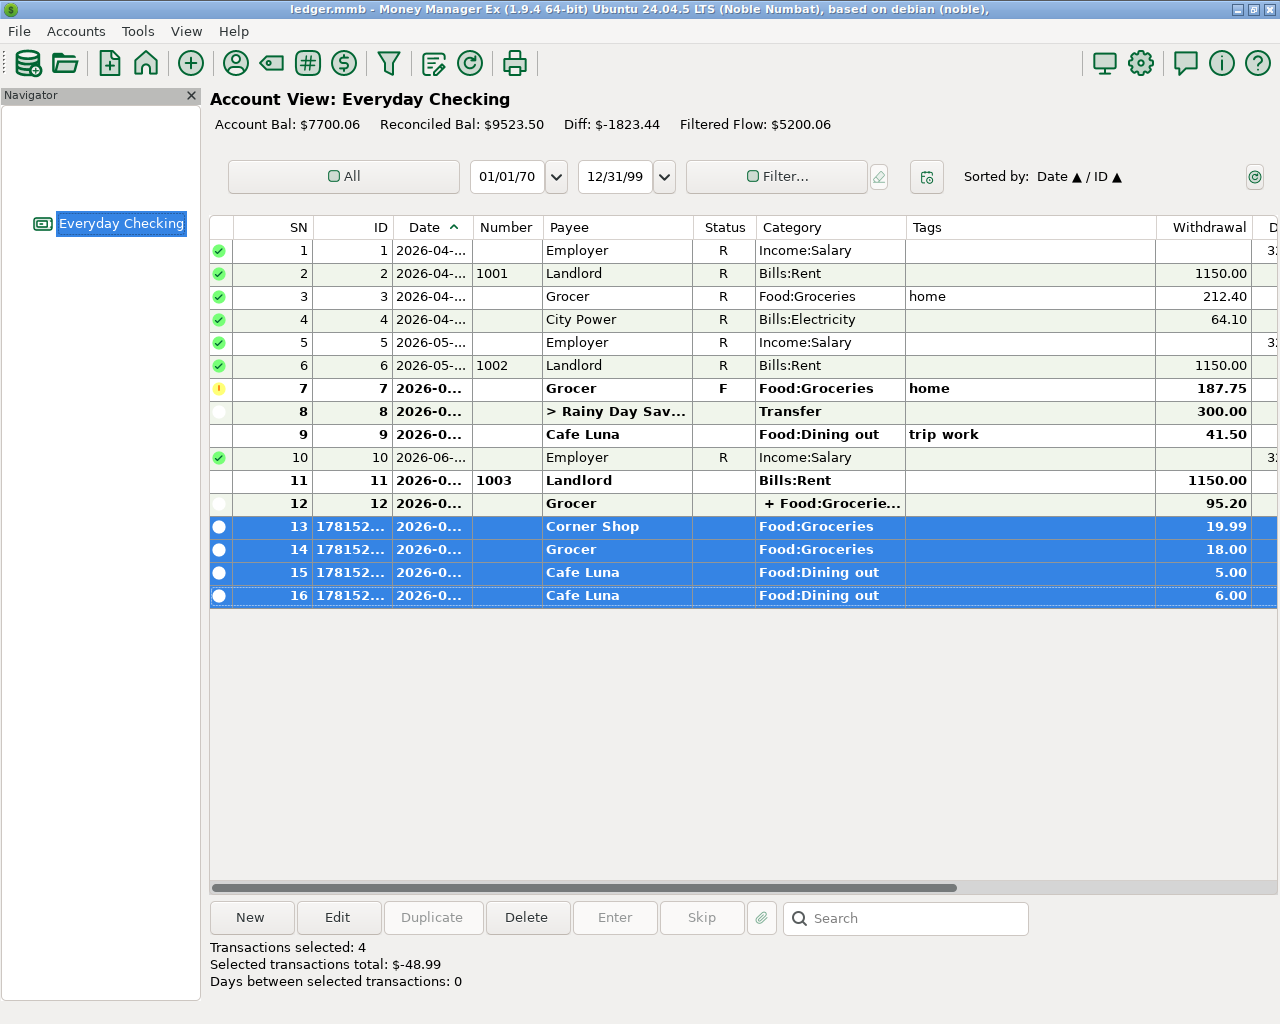 ledger.mmb - Money Manager Ex (1.9.4 64-bit) Ubuntu 24.04.5 LTS (Noble Numbat), based on debian (noble),
File Accounts Tools View Help
Navigator
Everyday Checking
Account View: Everyday Checking
Account Bal: $7700.06 Reconciled Bal: $9523.50 Diff: $-1823.44 Filtered Flow: $5200.06
All 01/01/70 12/31/99 Filter... Sorted by: Date ▲ / ID ▲
SN ID Date Number Payee Status Category Tags Withdrawal D
1 1 2026-04-... Employer R Income:Salary 32
2 2 2026-04-... 1001 Landlord R Bills:Rent 1150.00
3 3 2026-04-... Grocer R Food:Groceries home 212.40
4 4 2026-04-... City Power R Bills:Electricity 64.10
5 5 2026-05-... Employer R Income:Salary 32
6 6 2026-05-... 1002 Landlord R Bills:Rent 1150.00
7 7 2026-0... Grocer F Food:Groceries home 187.75
8 8 2026-0... > Rainy Day Sav... Transfer 300.00
9 9 2026-0... Cafe Luna Food:Dining out trip work 41.50
10 10 2026-06-... Employer R Income:Salary 32
11 11 2026-0... 1003 Landlord Bills:Rent 1150.00
12 12 2026-0... Grocer + Food:Grocerie... 95.20
13 178152... 2026-0... Corner Shop Food:Groceries 19.99
14 178152... 2026-0... Grocer Food:Groceries 18.00
15 178152... 2026-0... Cafe Luna Food:Dining out 5.00
16 178152... 2026-0... Cafe Luna Food:Dining out 6.00
New Edit Duplicate Delete Enter Skip Search
Transactions selected: 4
Selected transactions total: $-48.99
Days between selected transactions: 0